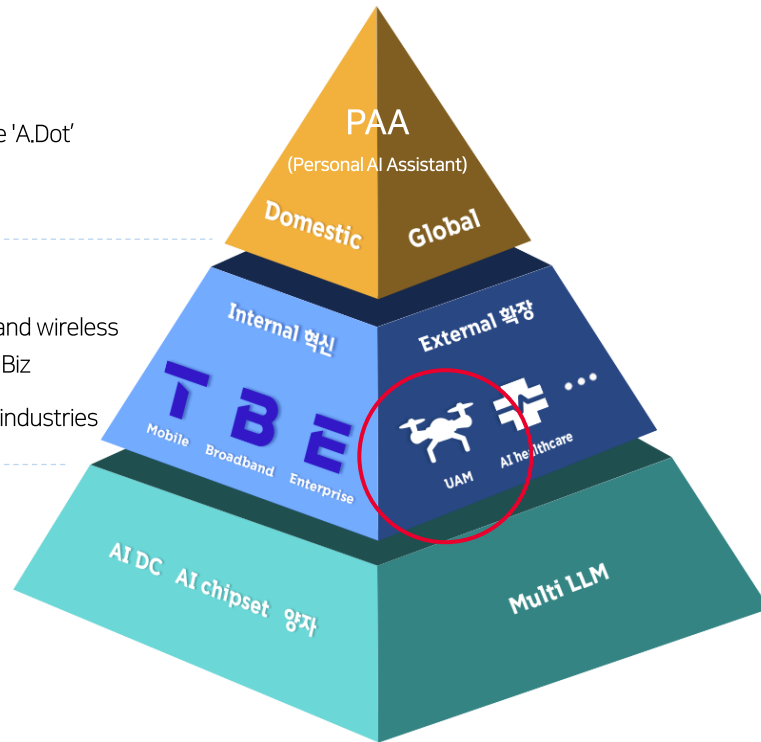 e 'A.Dot'
PAA
(Personal AI Assistant)
Domestic
Global
and wireless
Biz
industries
Internal 혁신
External 확장
T B E
Mobile
Broadband
Enterprise
UAM
AI healthcare
•••
AI DC AI chipset 양자
Multi LLM